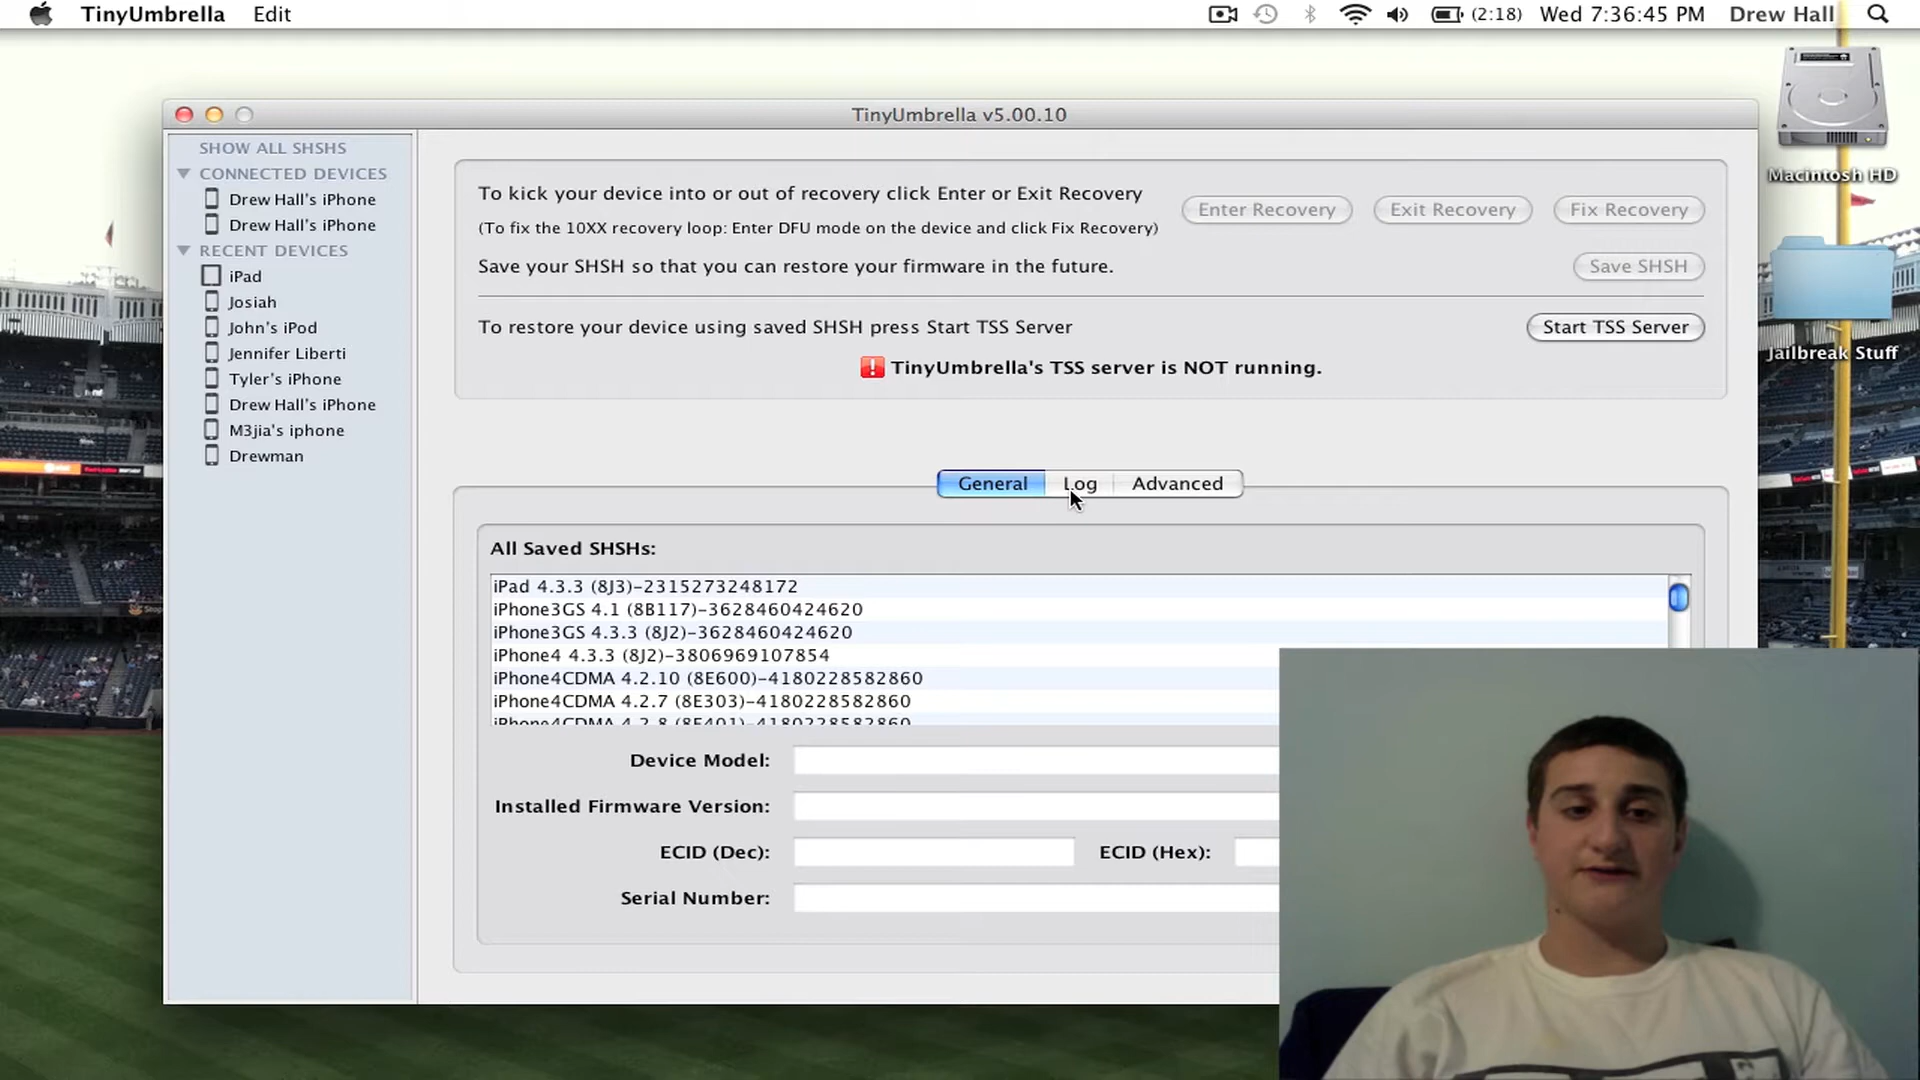 TinyUmbrella Edit (2:18) Wed 7:36:45 PM Drew Hall
Macintosh HD
Jailbreak Stuff
TinyUmbrella v5.00.10
SHOW ALL SHSHS
CONNECTED DEVICES
Drew Hall's iPhone
Drew Hall's iPhone
RECENT DEVICES
iPad
Josiah
John's iPod
Jennifer Liberti
Tyler's iPhone
Drew Hall's iPhone
M3jia's iphone
Drewman
To kick your device into or out of recovery click Enter or Exit Recovery
(To fix the 10XX recovery loop: Enter DFU mode on the device and click Fix Recovery)
Enter Recovery Exit Recovery Fix Recovery
Save your SHSH so that you can restore your firmware in the future.
Save SHSH
To restore your device using saved SHSH press Start TSS Server
Start TSS Server
TinyUmbrella's TSS server is NOT running.
General Log Advanced
All Saved SHSHs:
iPad 4.3.3 (8J3)-2315273248172
iPhone3GS 4.1 (8B117)-3628460424620
iPhone3GS 4.3.3 (8J2)-3628460424620
iPhone4 4.3.3 (8J2)-3806969107854
iPhone4CDMA 4.2.10 (8E600)-4180228582860
iPhone4CDMA 4.2.7 (8E303)-4180228582860
iPhone4CDMA 4.2.8 (8E401)-4180228582860
Device Model:
Installed Firmware Version:
ECID (Dec):
ECID (Hex):
Serial Number: